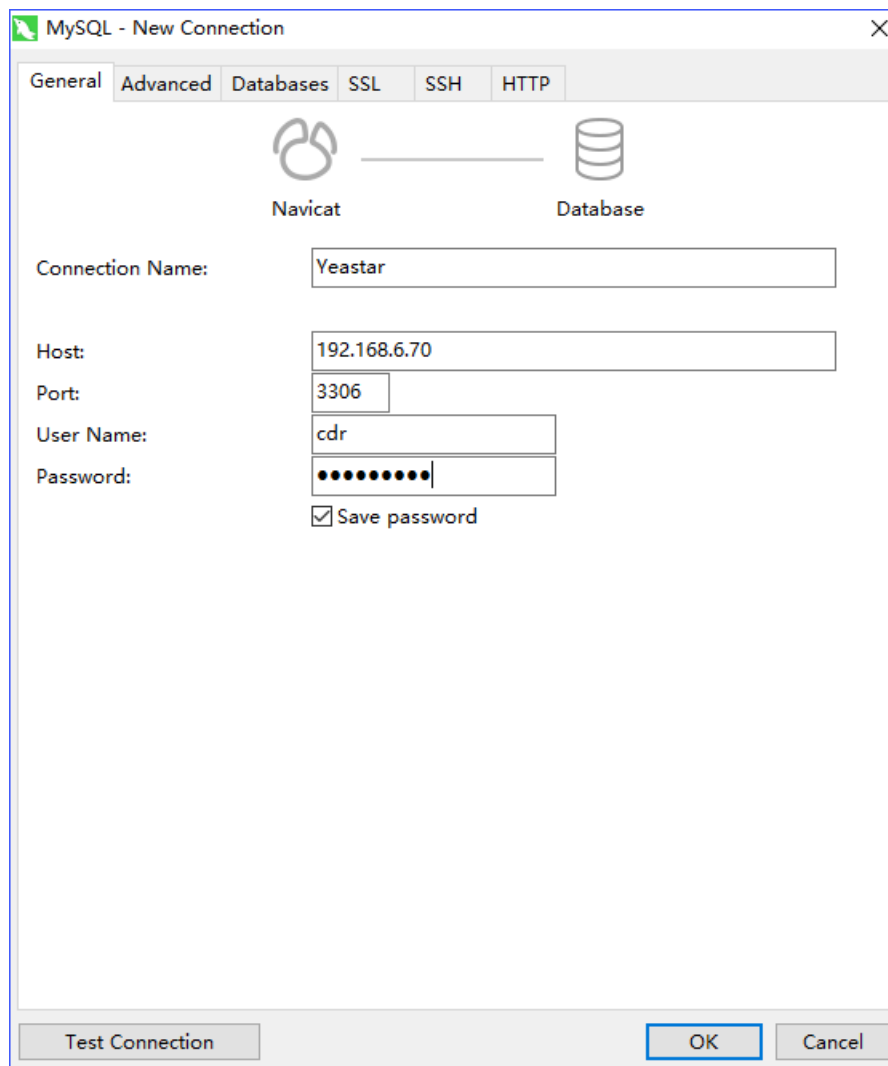 MySQL - New Connection
General Advanced Databases SSL SSH HTTP
Navicat Database
Connection Name: Yeastar
Host: 192.168.6.70
Port: 3306
User Name: cdr
Password: •••••••••
Save password
Test Connection OK Cancel